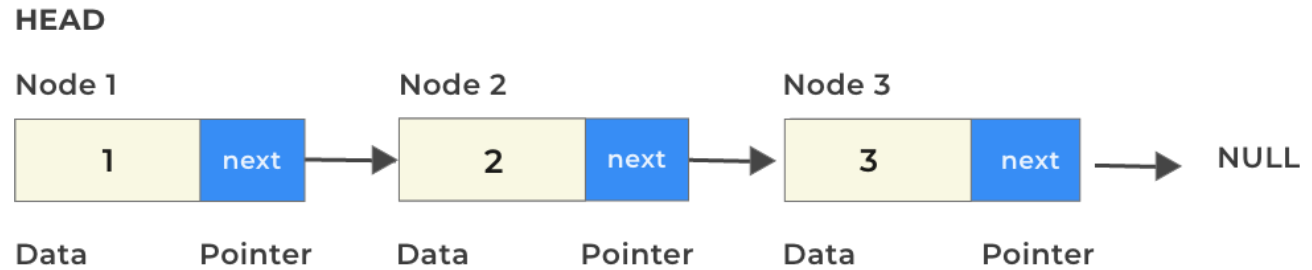 HEAD
Node 1 Node 2 Node 3
1 next 2 next 3 next NULL
Data Pointer Data Pointer Data Pointer